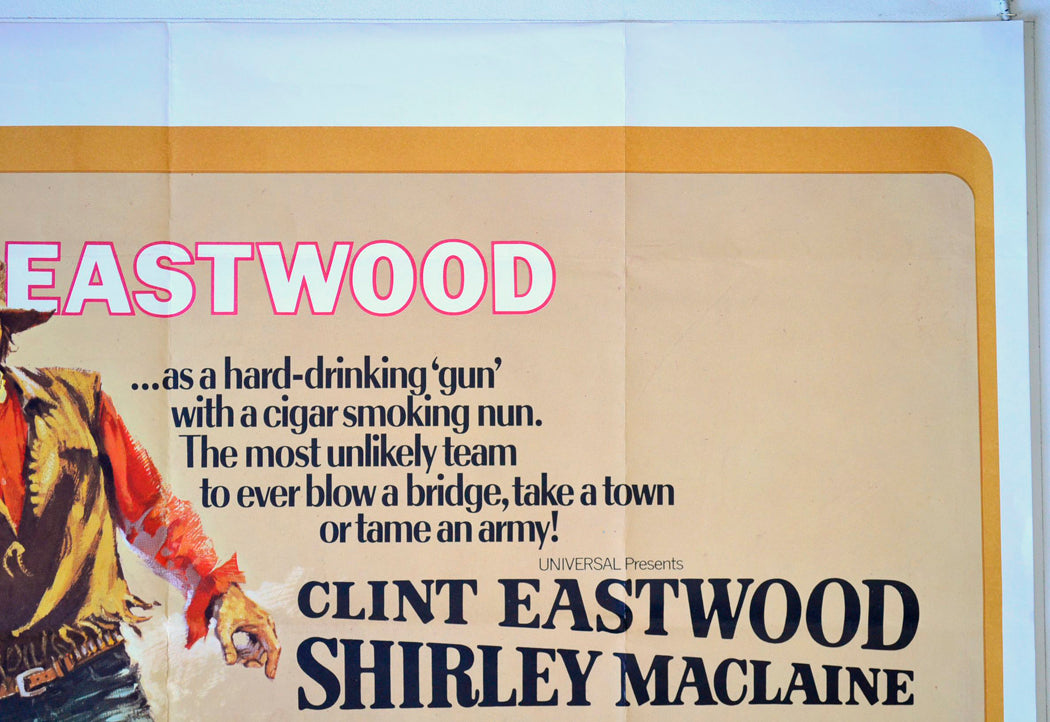 EASTWOOD
...as a hard-drinking ‘gun’
with a cigar smoking nun.
The most unlikely team
to ever blow a bridge, take a town
or tame an army!
UNIVERSAL Presents
CLINT EASTWOOD
SHIRLEY MACLAINE